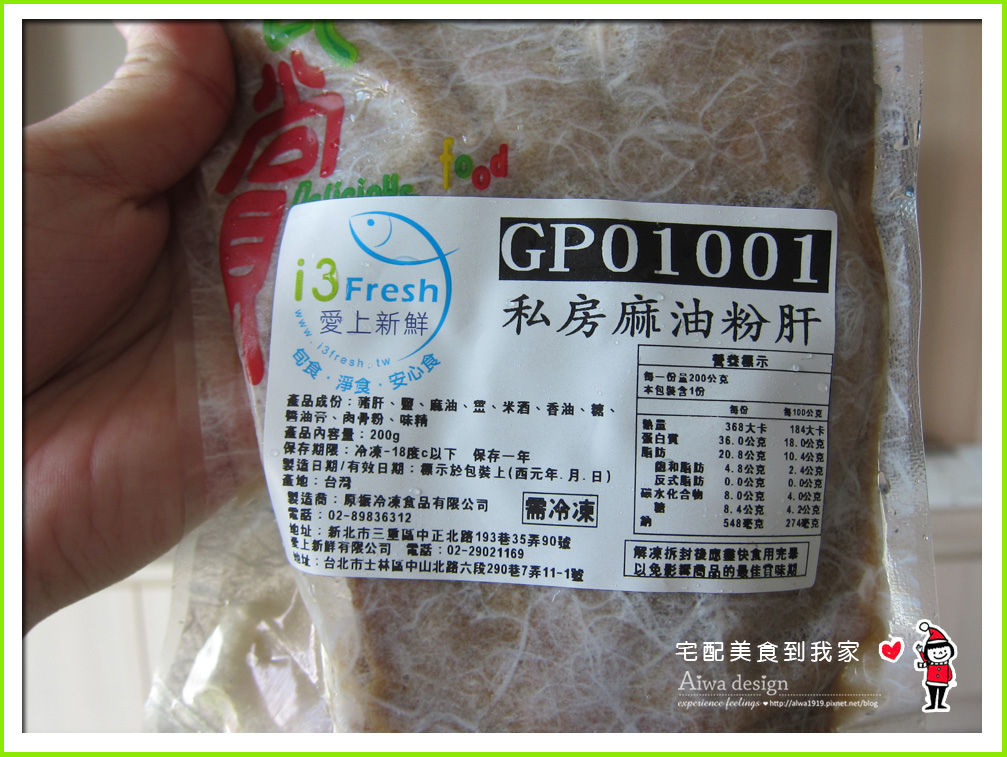 尚
food
Delicious
i3Fresh
愛上新鮮
www.i3fresh.tw
旬食·淨食·安心食
GP01001
私房麻油粉肝
產品成份：豬肝、鹽、麻油、薑、米酒、香油、糖、
鴨油膏、肉骨粉、味精
產品內容量：200g
保存期限：冷凍-18度c以下 保存一年
製造日期/有效日期：標示於包裝上(西元年.月.日)
產地：台灣
製造商：原振冷凍食品有限公司
電話：02-89836312
地址：新北市三重區中正北路193巷35弄90號
愛上新鮮有限公司 電話：02-29021169
地址：台北市士林區中山北路六段290巷7弄11-1號
需冷凍
營養標示
每一份量200公克
本包裝含1份
每份 每100公克
熱量 368大卡 184大卡
蛋白質 36.0公克 18.0公克
脂肪 20.8公克 10.4公克
飽和脂肪 4.8公克 2.4公克
反式脂肪 0.0公克 0.0公克
碳水化合物 8.0公克 4.0公克
糖 8.4公克 4.2公克
鈉 548毫克 274毫克
解凍拆封後應盡快食用完畢
以免影響商品的最佳賞味期
宅配美食到我家
Aiwa design
experience feelings ♥http://aiwa1919.pixnet.net/blog